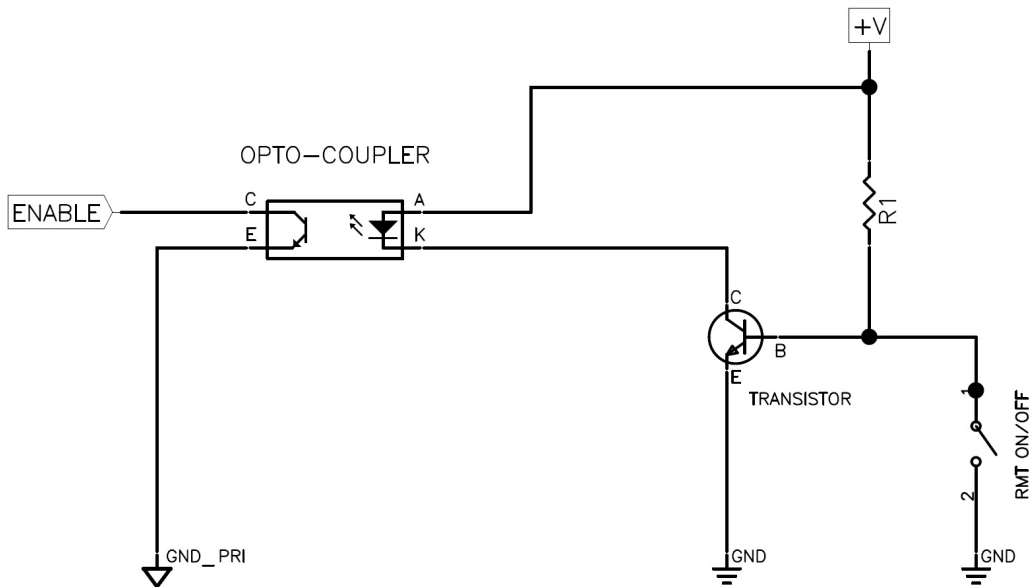 +V
OPTO-COUPLER
ENABLE
C
A
E
K
R1
C
B
E
TRANSISTOR
1
2
RMT ON/OFF
GND_PRI
GND
GND